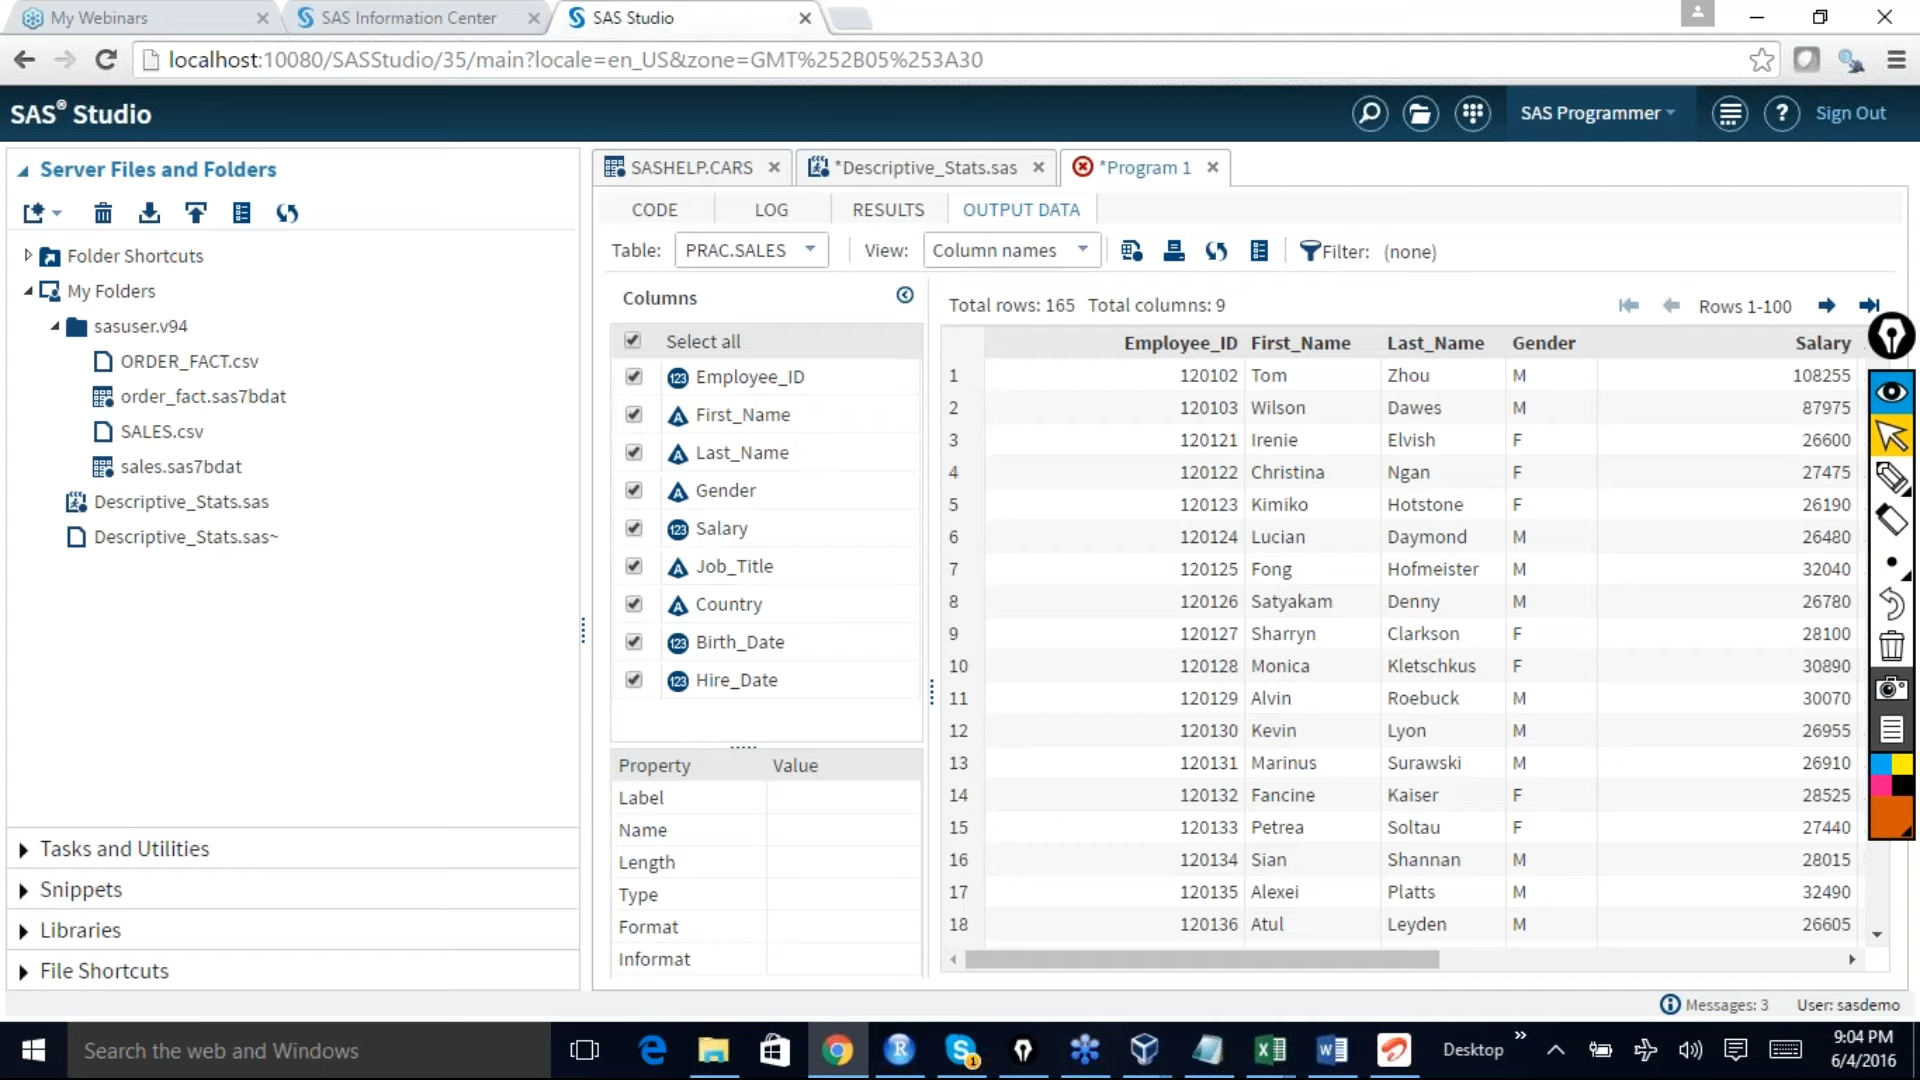 My Webinars
SAS Information Center
SAS Studio
localhost:10080/SASStudio/35/main?locale=en_US&zone=GMT%252B05%253A30
SAS® Studio
SAS Programmer
Sign Out
Server Files and Folders
Folder Shortcuts
My Folders
sasuser.v94
ORDER_FACT.csv
order_fact.sas7bdat
SALES.csv
sales.sas7bdat
Descriptive_Stats.sas
Descriptive_Stats.sas~
Tasks and Utilities
Snippets
Libraries
File Shortcuts
SASHELP.CARS
*Descriptive_Stats.sas
*Program 1
CODE LOG RESULTS OUTPUT DATA
Table: PRAC.SALES View: Column names Filter: (none)
Columns
Select all
Employee_ID
First_Name
Last_Name
Gender
Salary
Job_Title
Country
Birth_Date
Hire_Date
Property Value
Label
Name
Length
Type
Format
Informat
Total rows: 165 Total columns: 9 Rows 1-100
Employee_ID First_Name Last_Name Gender Salary
1 120102 Tom Zhou M 108255
2 120103 Wilson Dawes M 87975
3 120121 Irenie Elvish F 26600
4 120122 Christina Ngan F 27475
5 120123 Kimiko Hotstone F 26190
6 120124 Lucian Daymond M 26480
7 120125 Fong Hofmeister M 32040
8 120126 Satyakam Denny M 26780
9 120127 Sharryn Clarkson F 28100
10 120128 Monica Kletschkus F 30890
11 120129 Alvin Roebuck M 30070
12 120130 Kevin Lyon M 26955
13 120131 Marinus Surawski M 26910
14 120132 Fancine Kaiser F 28525
15 120133 Petrea Soltau F 27440
16 120134 Sian Shannan M 28015
17 120135 Alexei Platts M 32490
18 120136 Atul Leyden M 26605
Messages: 3 User: sasdemo
Search the web and Windows
Desktop
9:04 PM
6/4/2016